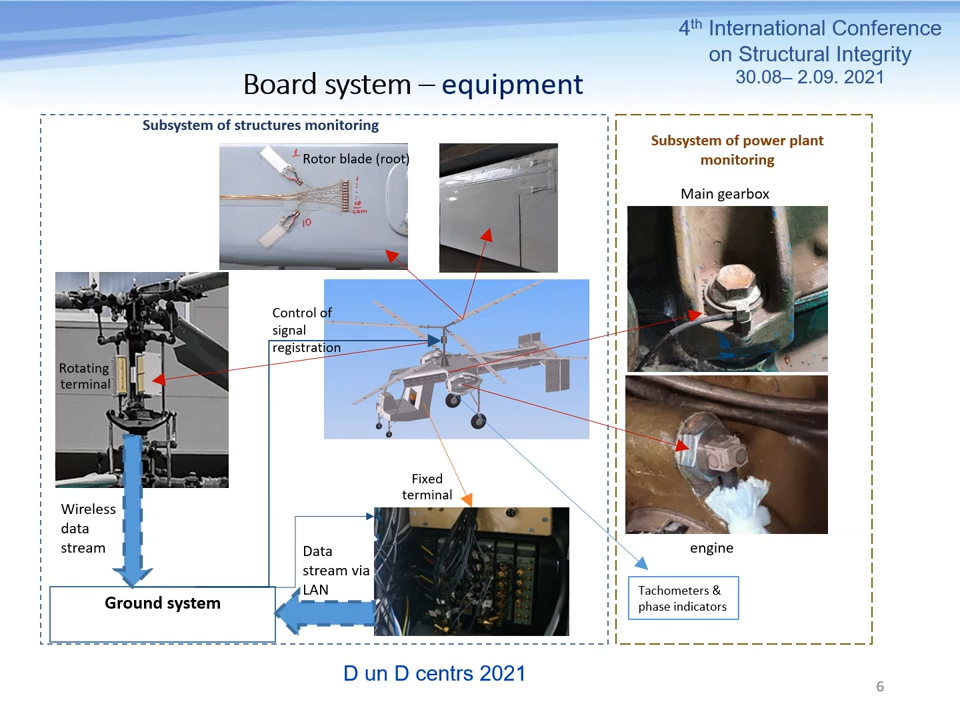 4th International Conference
on Structural Integrity
30.08– 2.09. 2021
Board system – equipment
Subsystem of structures monitoring
Subsystem of power plant
monitoring
1
Rotor blade (root)
10
Main gearbox
Control of
signal
registration
Rotating
terminal
Fixed
terminal
Wireless
data
stream
Data
stream via
LAN
Ground system
engine
Tachometers &
phase indicators
D un D centrs 2021
6